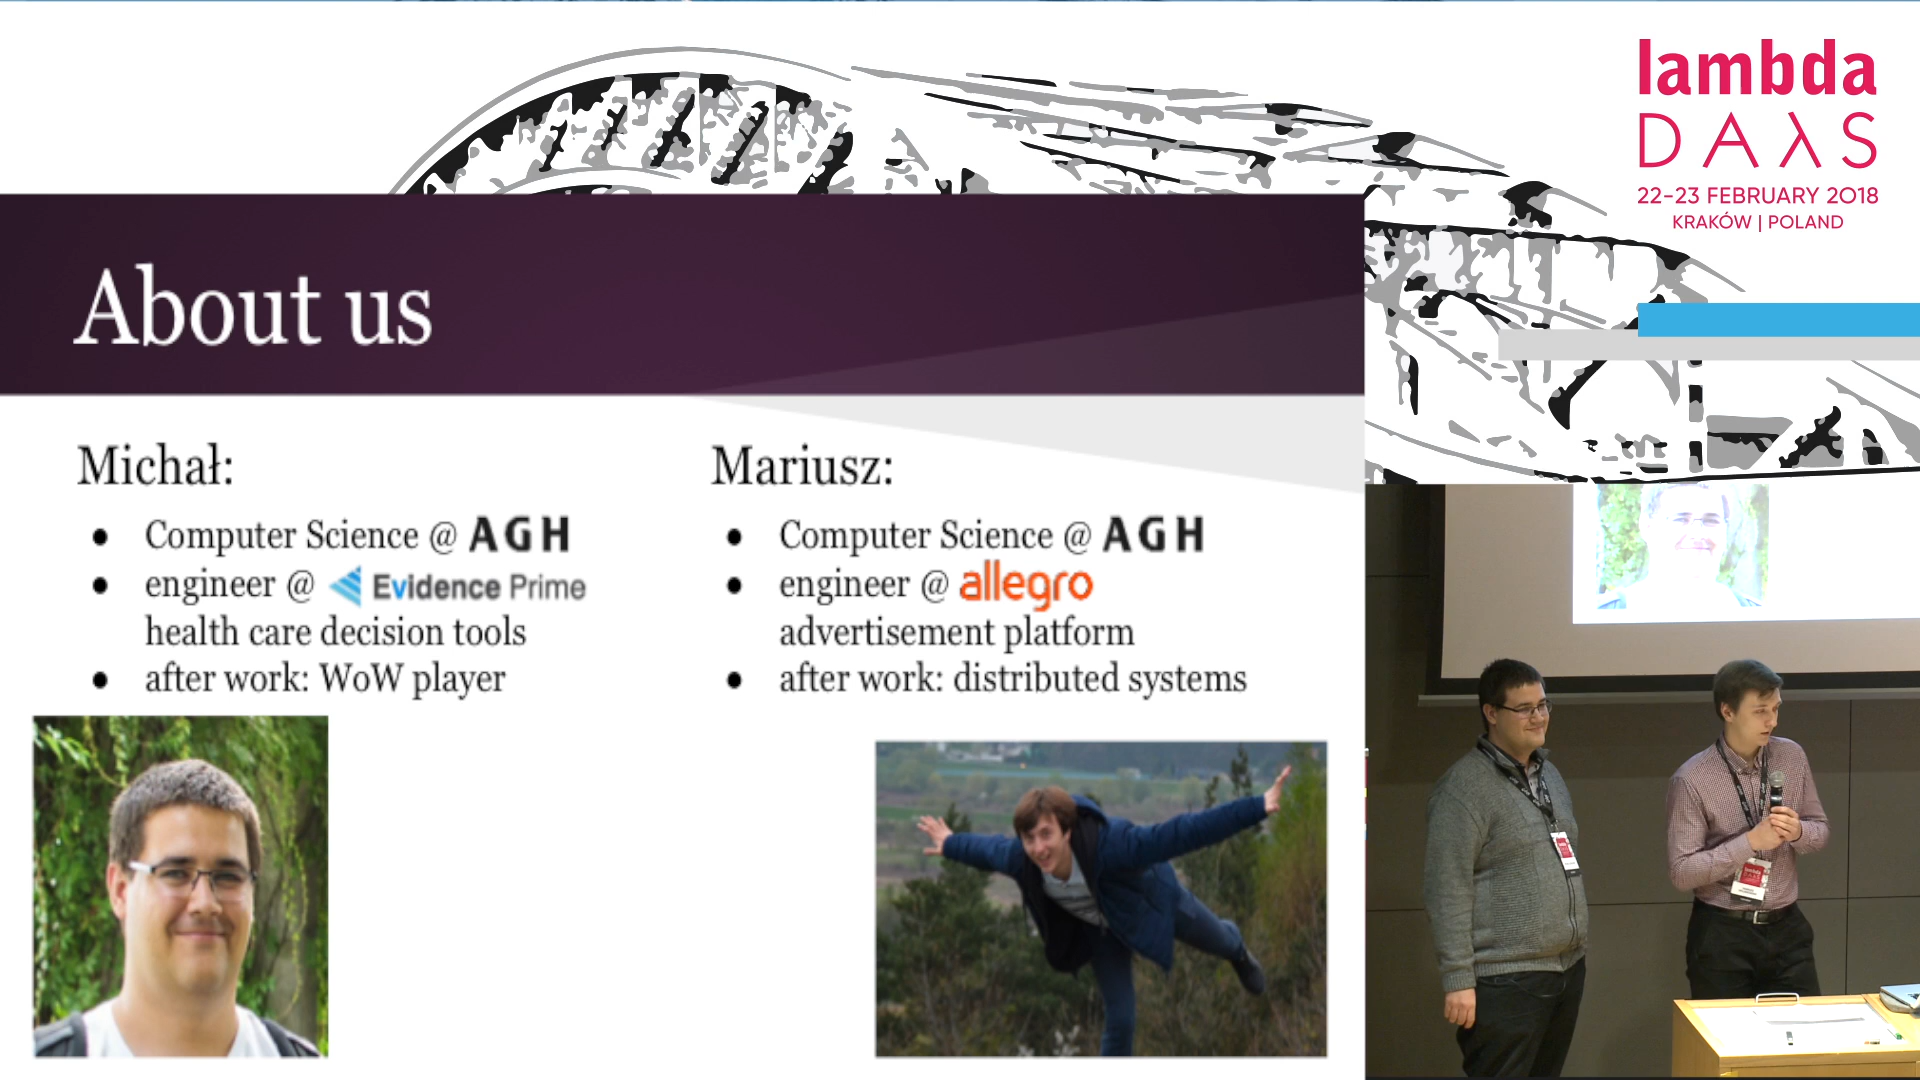 lambda
DAλS
22-23 FEBRUARY 2018
KRAKÓW | POLAND
About us
Michał:
● Computer Science @ AGH
● engineer @ Evidence Prime
health care decision tools
● after work: WoW player
Mariusz:
● Computer Science @ AGH
● engineer @ allegro
advertisement platform
● after work: distributed systems
lambda